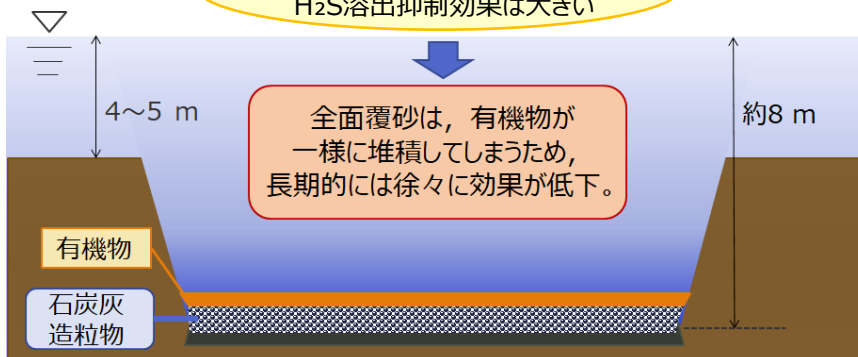 H₂S溶出抑制効果は大きい
4～5 m
約8 m
全面覆砂は，有機物が
一様に堆積してしまうため，
長期的には徐々に効果が低下。
有機物
石炭灰
造粒物